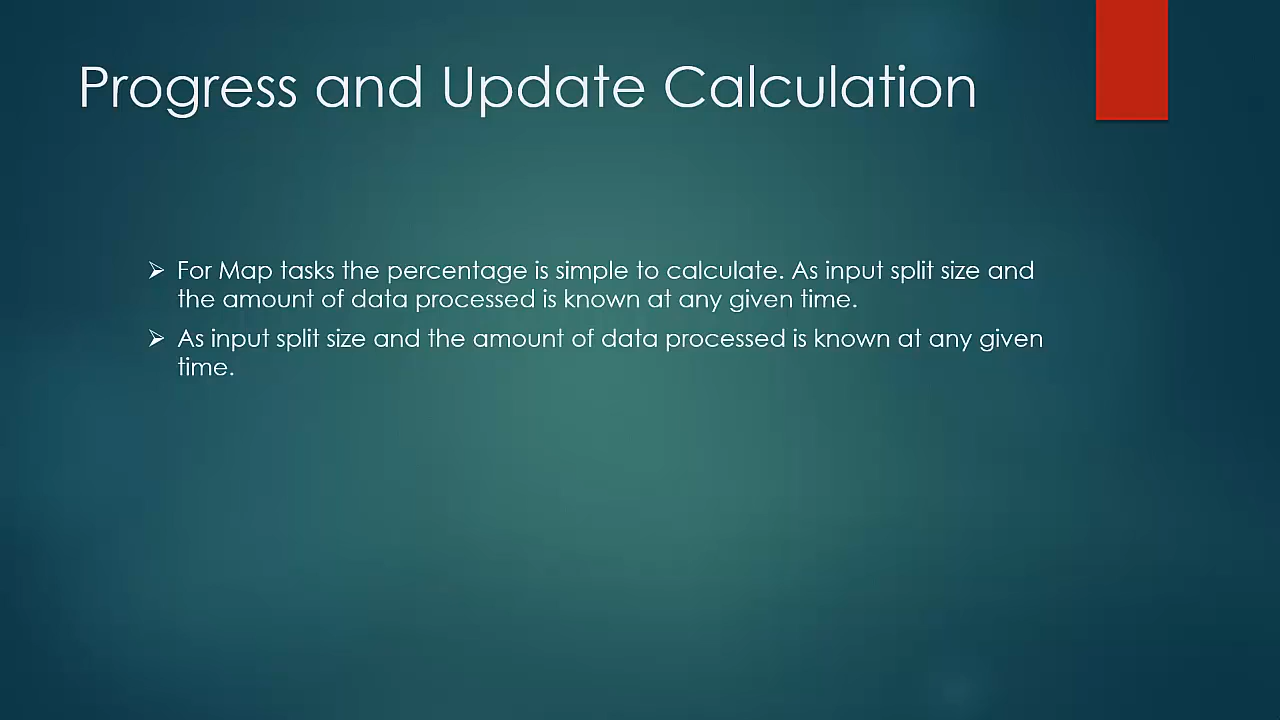 Progress and Update Calculation
➢ For Map tasks the percentage is simple to calculate. As input split size and
the amount of data processed is known at any given time.
➢ As input split size and the amount of data processed is known at any given
time.